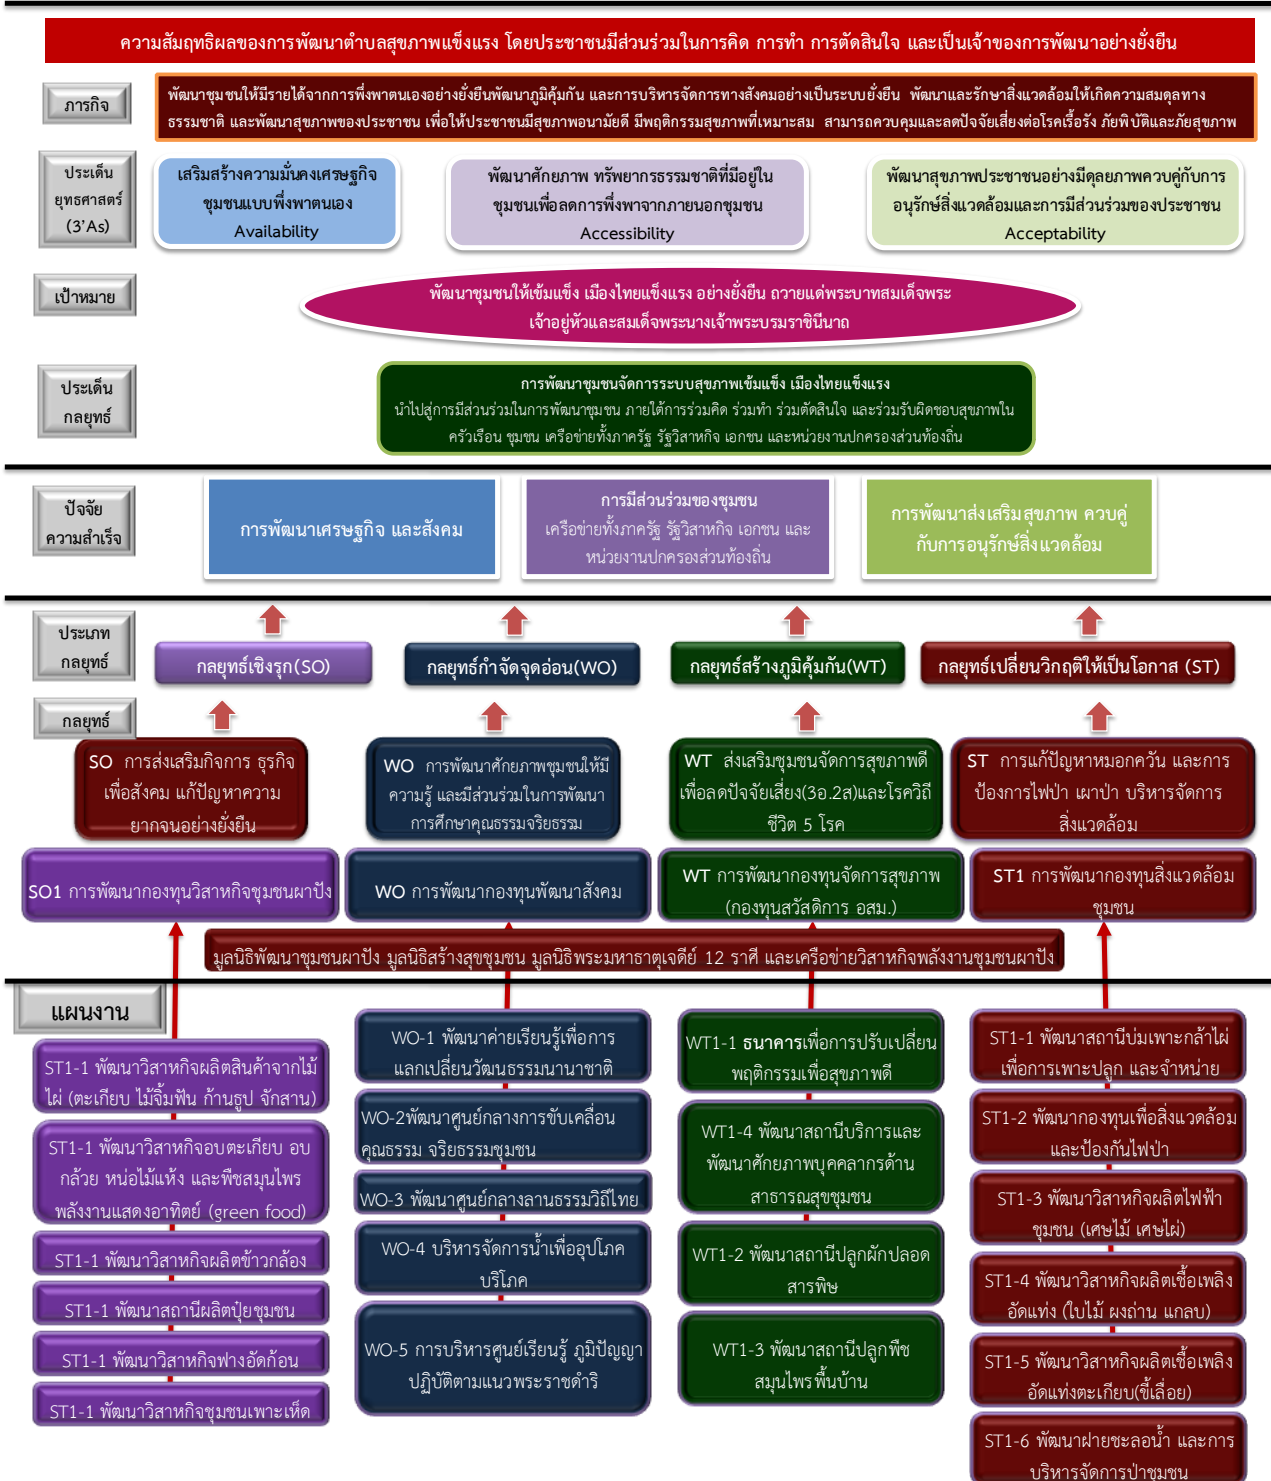 ความสัมฤทธิผลของการพัฒนาตำบลสุขภาพแข็งแรง โดยประชาชนมีส่วนร่วมในการคิด การทำ การตัดสินใจ และเป็นเจ้าของการพัฒนาอย่างยั่งยืน
ภารกิจ
พัฒนาชุมชนให้มีรายได้จากการพึ่งพาตนเองอย่างยั่งยืนพัฒนาภูมิคุ้มกัน และการบริหารจัดการทางสังคมอย่างเป็นระบบยั่งยืน พัฒนาและรักษาสิ่งแวดล้อมให้เกิดความสมดุลทาง
ธรรมชาติ และพัฒนาสุขภาพของประชาชน เพื่อให้ประชาชนมีสุขภาพอนามัยดี มีพฤติกรรมสุขภาพที่เหมาะสม สามารถควบคุมและลดปัจจัยเสี่ยงต่อโรคเรื้อรัง ภัยพิบัติและภัยสุขภาพ
ประเด็น
ยุทธศาสตร์
(3'As)
เสริมสร้างความมั่นคงเศรษฐกิจ
ชุมชนแบบพึ่งพาตนเอง
Availability
พัฒนาศักยภาพ ทรัพยากรธรรมชาติที่มีอยู่ใน
ชุมชนเพื่อลดการพึ่งพาจากภายนอกชุมชน
Accessibility
พัฒนาสุขภาพประชาชนอย่างมีดุลยภาพควบคู่กับการ
อนุรักษ์สิ่งแวดล้อมและการมีส่วนร่วมของประชาชน
Acceptability
เป้าหมาย
พัฒนาชุมชนให้เข้มแข็ง เมืองไทยแข็งแรง อย่างยั่งยืน ถวายแด่พระบาทสมเด็จพระ
เจ้าอยู่หัวและสมเด็จพระนางเจ้าพระบรมราชินีนาถ
ประเด็น
กลยุทธ์
การพัฒนาชุมชนจัดการระบบสุขภาพเข้มแข็ง เมืองไทยแข็งแรง
นำไปสู่การมีส่วนร่วมในการพัฒนาชุมชน ภายใต้การร่วมคิด ร่วมทำ ร่วมตัดสินใจ และร่วมรับผิดชอบสุขภาพใน
ครัวเรือน ชุมชน เครือข่ายทั้งภาครัฐ รัฐวิสาหกิจ เอกชน และหน่วยงานปกครองส่วนท้องถิ่น
ปัจจัย
ความสำเร็จ
การพัฒนาเศรษฐกิจ และสังคม
การมีส่วนร่วมของชุมชน
เครือข่ายทั้งภาครัฐ รัฐวิสาหกิจ เอกชน และ
หน่วยงานปกครองส่วนท้องถิ่น
การพัฒนาส่งเสริมสุขภาพ ควบคู่
กับการอนุรักษ์สิ่งแวดล้อม
ประเภท
กลยุทธ์
กลยุทธ์เชิงรุก(SO)
กลยุทธ์กำจัดจุดอ่อน(WO)
กลยุทธ์สร้างภูมิคุ้มกัน(WT)
กลยุทธ์เปลี่ยนวิกฤติให้เป็นโอกาส (ST)
กลยุทธ์
SO การส่งเสริมกิจการ ธุรกิจ
เพื่อสังคม แก้ปัญหาความ
ยากจนอย่างยั่งยืน
WO การพัฒนาศักยภาพชุมชนให้มี
ความรู้ และมีส่วนร่วมในการพัฒนา
การศึกษาคุณธรรมจริยธรรม
WT ส่งเสริมชุมชนจัดการสุขภาพดี
เพื่อลดปัจจัยเสี่ยง(3อ.2ส)และโรควิถี
ชีวิต 5 โรค
ST การแก้ปัญหาหมอกควัน และการ
ป้องการไฟป่า เผาป่า บริหารจัดการ
สิ่งแวดล้อม
SO1 การพัฒนากองทุนวิสาหกิจชุมชนผาปัง
WO การพัฒนากองทุนพัฒนาสังคม
WT การพัฒนากองทุนจัดการสุขภาพ
(กองทุนสวัสดิการ อสม.)
ST1 การพัฒนากองทุนสิ่งแวดล้อม
ชุมชน
มูลนิธิพัฒนาชุมชนผาปัง มูลนิธิสร้างสุขชุมชน มูลนิธิพระมหาธาตุเจดีย์ 12 ราศี และเครือข่ายวิสาหกิจพลังงานชุมชนผาปัง
แผนงาน
ST1-1 พัฒนาวิสาหกิจผลิตสินค้าจากไม้
ไผ่ (ตะเกียบ ไม้จิ้มฟัน ก้านธูป จักสาน)
ST1-1 พัฒนาวิสาหกิจอบตะเกียบ อบ
กล้วย หน่อไม้แห้ง และพืชสมุนไพร
พลังงานแสดงอาทิตย์ (green food)
ST1-1 พัฒนาวิสาหกิจผลิตข้าวกล้อง
ST1-1 พัฒนาสถานีผลิตปุ๋ยชุมชน
ST1-1 พัฒนาวิสาหกิจฟางอัดก้อน
ST1-1 พัฒนาวิสาหกิจชุมชนเพาะเห็ด
WO-1 พัฒนาค่ายเรียนรู้เพื่อการ
แลกเปลี่ยนวัฒนธรรมนานาชาติ
WO-2พัฒนาศูนย์กลางการขับเคลื่อน
คุณธรรม จริยธรรมชุมชน
WO-3 พัฒนาศูนย์กลางลานธรรมวิถีไทย
WO-4 บริหารจัดการน้ำเพื่ออุปโภค
บริโภค
WO-5 การบริหารศูนย์เรียนรู้ ภูมิปัญญา
ปฏิบัติตามแนวพระราชดำริ
WT1-1 ธนาคารเพื่อการปรับเปลี่ยน
พฤติกรรมเพื่อสุขภาพดี
WT1-4 พัฒนาสถานีบริการและ
พัฒนาศักยภาพบุคคลากรด้าน
สาธารณสุขชุมชน
WT1-2 พัฒนาสถานีปลูกผักปลอด
สารพิษ
WT1-3 พัฒนาสถานีปลูกพืช
สมุนไพรพื้นบ้าน
ST1-1 พัฒนาสถานีบ่มเพาะกล้าไผ่
เพื่อการเพาะปลูก และจำหน่าย
ST1-2 พัฒนากองทุนเพื่อสิ่งแวดล้อม
และป้องกันไฟป่า
ST1-3 พัฒนาวิสาหกิจผลิตไฟฟ้า
ชุมชน (เศษไม้ เศษไผ่)
ST1-4 พัฒนาวิสาหกิจผลิตเชื้อเพลิง
อัดแท่ง (ใบไม้ ผงถ่าน แกลบ)
ST1-5 พัฒนาวิสาหกิจผลิตเชื้อเพลิง
อัดแท่งตะเกียบ(ขี้เลื่อย)
ST1-6 พัฒนาฝายชะลอน้ำ และการ
บริหารจัดการป่าชุมชน